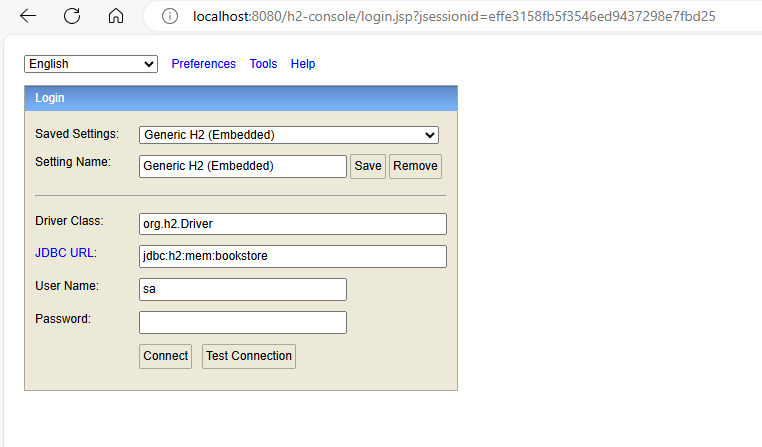 localhost:8080/h2-console/login.jsp?jsessionid=effe3158fb5f3546ed9437298e7fbd25
English Preferences Tools Help
Login
Saved Settings: Generic H2 (Embedded)
Setting Name: Generic H2 (Embedded) Save Remove
Driver Class: org.h2.Driver
JDBC URL: jdbc:h2:mem:bookstore
User Name: sa
Password:
Connect Test Connection